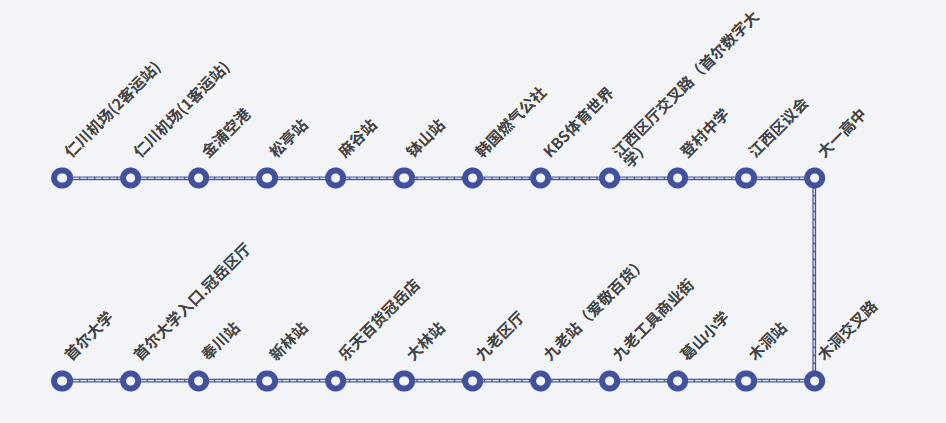 仁川机场(2客运站)
仁川机场(1客运站)
金浦空港
松亭站
麻谷站
钵山站
韩国燃气公社
KBS体育世界
江西区厅交叉路（首尔数字大
学）
登村中学
江西区议会
大一高中
首尔大学
首尔大学入口.冠岳区厅
奉川站
新林站
乐天百货冠岳店
大林站
九老区厅
九老站（爱敬百货）
九老工具商业街
葛山小学
木洞站
木洞交叉路